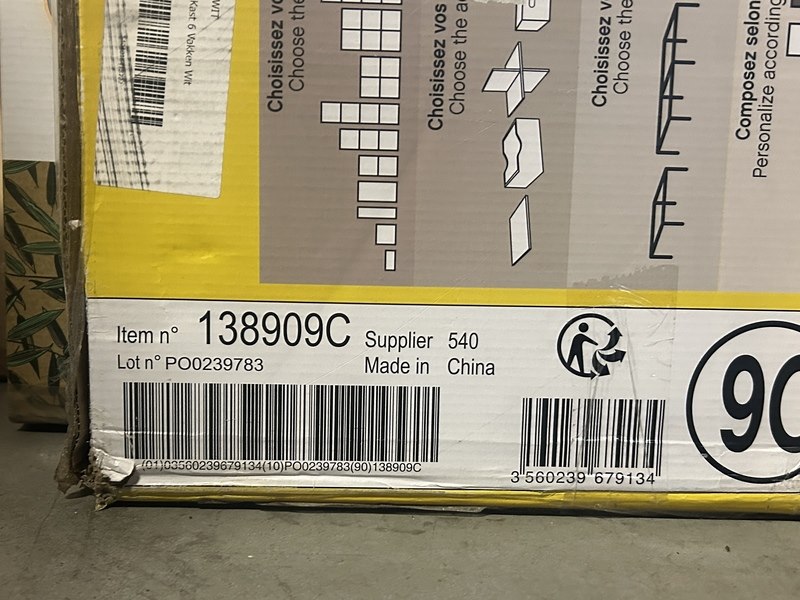 WIT
Kast 6 Vakken Wit
Choisissez vo
Choose the
Choisissez vos
Choose the ac
Choisissez v
Choose the
Composez selon
Personalize according
Item n° 138909C
Supplier 540
Lot n° PO0239783
Made in China
(01)03560239679134(10)PO0239783(90)138909C
3 560239 679134
90